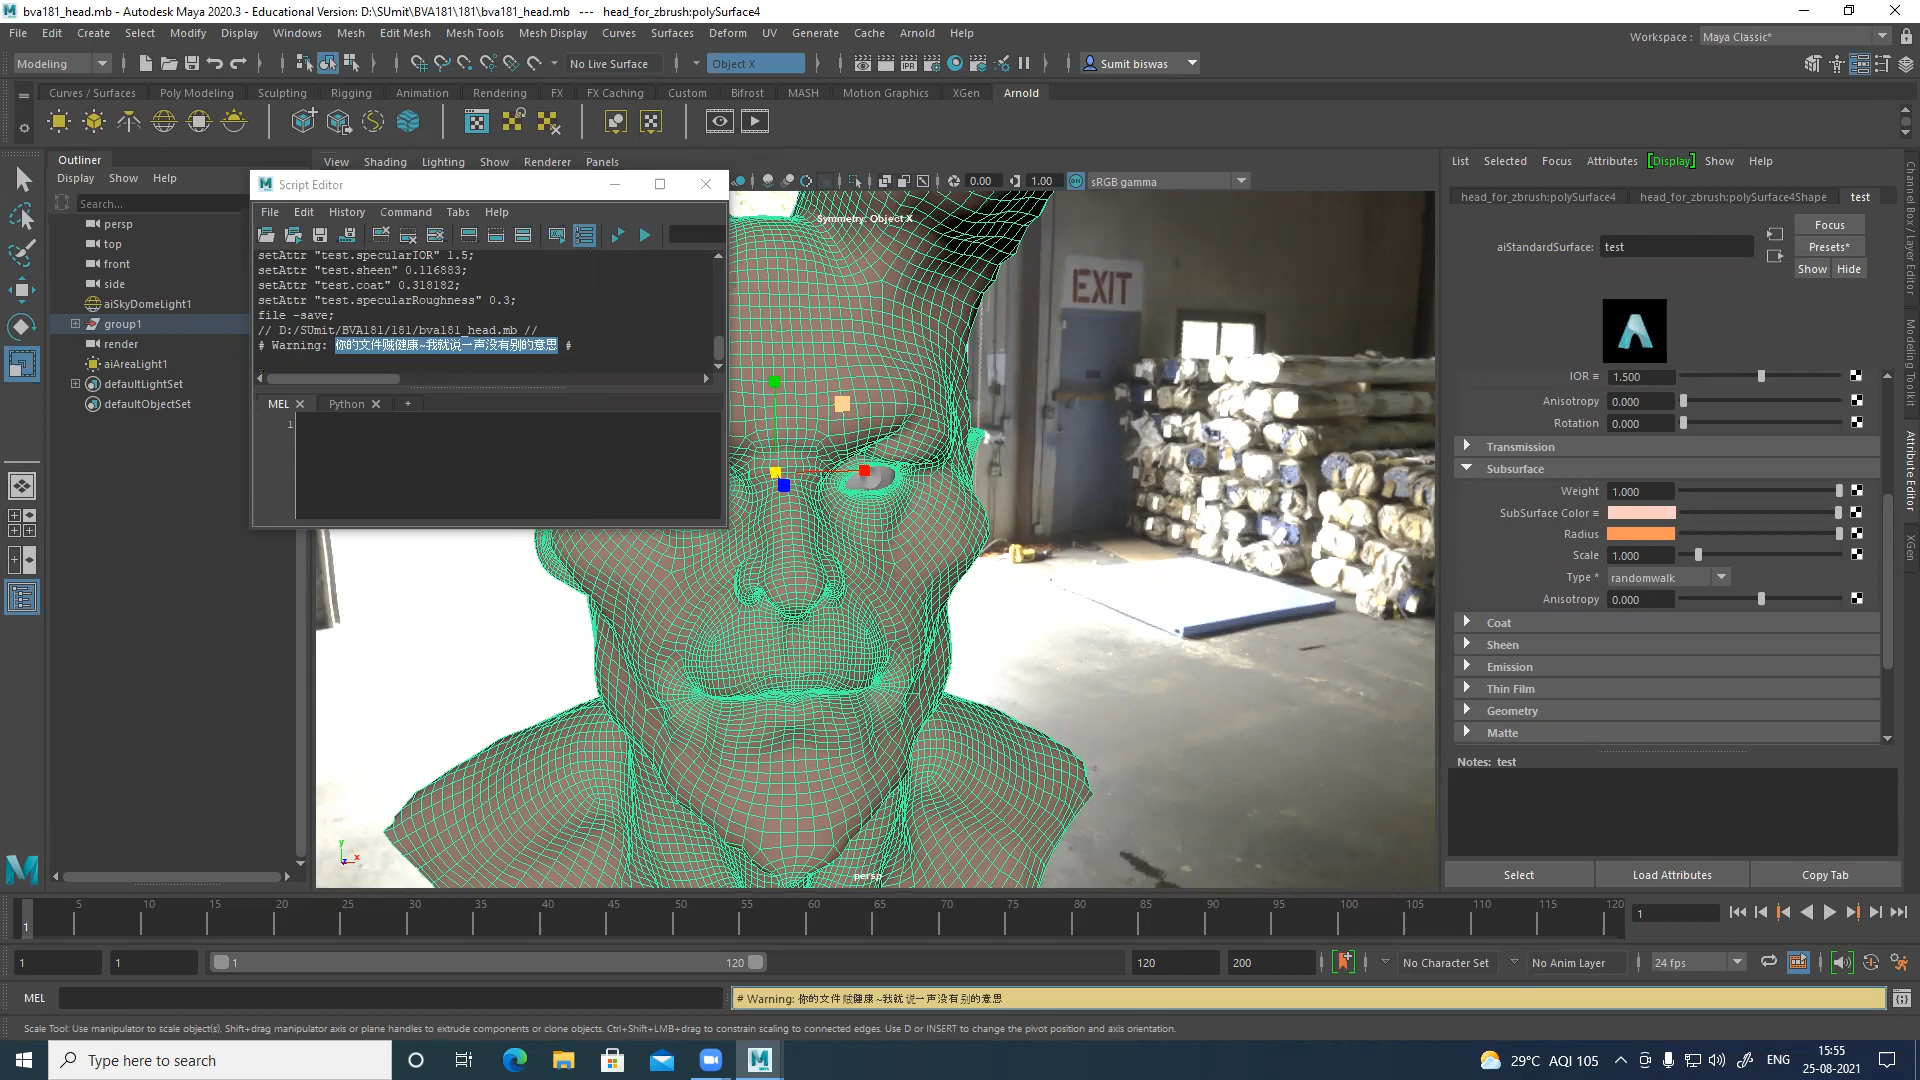 bva181_head.mb - Autodesk Maya 2020.3 - Educational Version: D:\SUmit\BVA181\181\bva181_head.mb --- head_for_zbrush:polySurface4
File Edit Create Select Modify Display Windows Mesh Edit Mesh Mesh Tools Mesh Display Curves Surfaces Deform UV Generate Cache Arnold Help
Workspace : Maya Classic*
Modeling No Live Surface Object X Sumit biswas
Curves / Surfaces Poly Modeling Sculpting Rigging Animation Rendering FX FX Caching Custom Bifrost MASH Motion Graphics XGen Arnold
Outliner
Display Show Help
Search...
persp
top
front
side
aiSkyDomeLight1
group1
render
aiAreaLight1
defaultLightSet
defaultObjectSet
View Shading Lighting Show Renderer Panels
0.00 1.00 sRGB gamma
Symmetry: Object X
EXIT
persp
y
z x
Script Editor
File Edit History Command Tabs Help
setAttr "test.specularIOR" 1.5;
setAttr "test.sheen" 0.116883;
setAttr "test.coat" 0.318182;
setAttr "test.specularRoughness" 0.3;
file -save;
// D:/SUmit/BVA181/181/bva181_head.mb //
# Warning: 你的文件贼健康~我就说一声没有别的意思 #
MEL Python +
1
List Selected Focus Attributes Display Show Help
head_for_zbrush:polySurface4 head_for_zbrush:polySurface4Shape test
aiStandardSurface: test
Focus
Presets*
Show Hide
IOR 1.500
Anisotropy 0.000
Rotation 0.000
Transmission
Subsurface
Weight 1.000
SubSurface Color
Radius
Scale 1.000
Type * randomwalk
Anisotropy 0.000
Coat
Sheen
Emission
Thin Film
Geometry
Matte
Notes: test
Select Load Attributes Copy Tab
Channel Box / Layer Editor
Modeling Toolkit
Attribute Editor
XGen
5 10 15 20 25 30 35 40 45 50 55 60 65 70 75 80 85 90 95 100 105 110 115 120
1 1
1 1 1 120 120 200 No Character Set No Anim Layer 24 fps
MEL # Warning: 你的文件贼健康~我就说一声没有别的意思
Scale Tool: Use manipulator to scale object(s). Shift+drag manipulator axis or plane handles to extrude components or clone objects. Ctrl+Shift+LMB+drag to constrain scaling to connected edges. Use D or INSERT to change the pivot position and axis orientation.
Type here to search
29°C AQI 105 ENG
15:55
25-08-2021